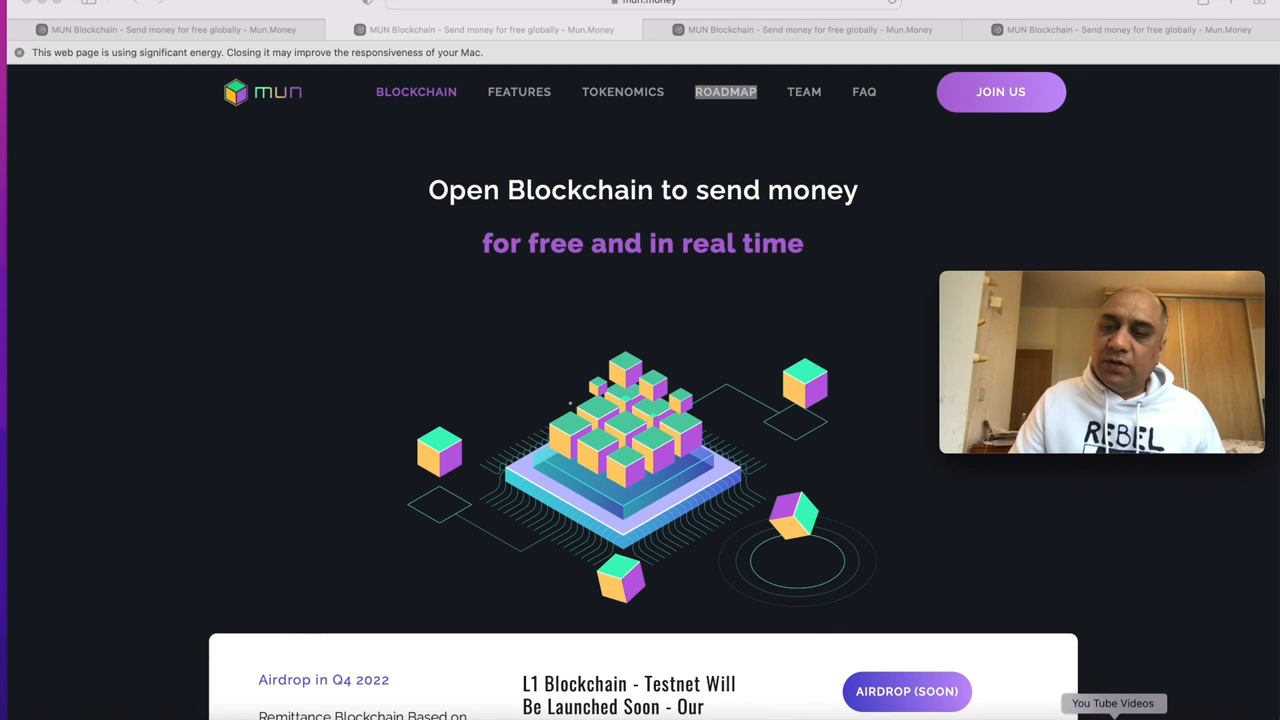 mun.money
MUN Blockchain - Send money for free globally - Mun.Money
MUN Blockchain - Send money for free globally - Mun.Money
MUN Blockchain - Send money for free globally - Mun.Money
MUN Blockchain - Send money for free globally - Mun.Money
This web page is using significant energy. Closing it may improve the responsiveness of your Mac.
mun
BLOCKCHAIN
FEATURES
TOKENOMICS
ROADMAP
TEAM
FAQ
JOIN US
Open Blockchain to send money
for free and in real time
REBEL
Airdrop in Q4 2022
Remittance Blockchain Based on
L1 Blockchain - Testnet Will
Be Launched Soon - Our
AIRDROP (SOON)
You Tube Videos